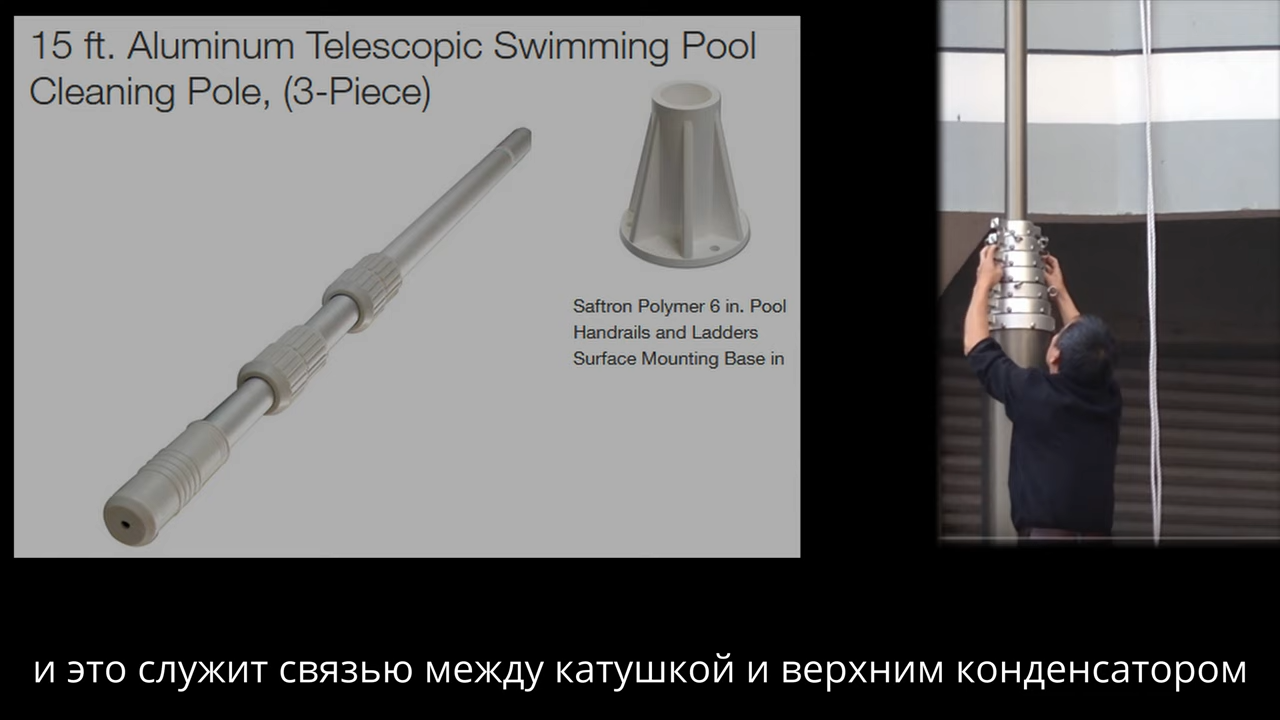 15 ft. Aluminum Telescopic Swimming Pool
Cleaning Pole, (3-Piece)
Saftron Polymer 6 in. Pool
Handrails and Ladders
Surface Mounting Base in
и это служит связью между катушкой и верхним конденсатором